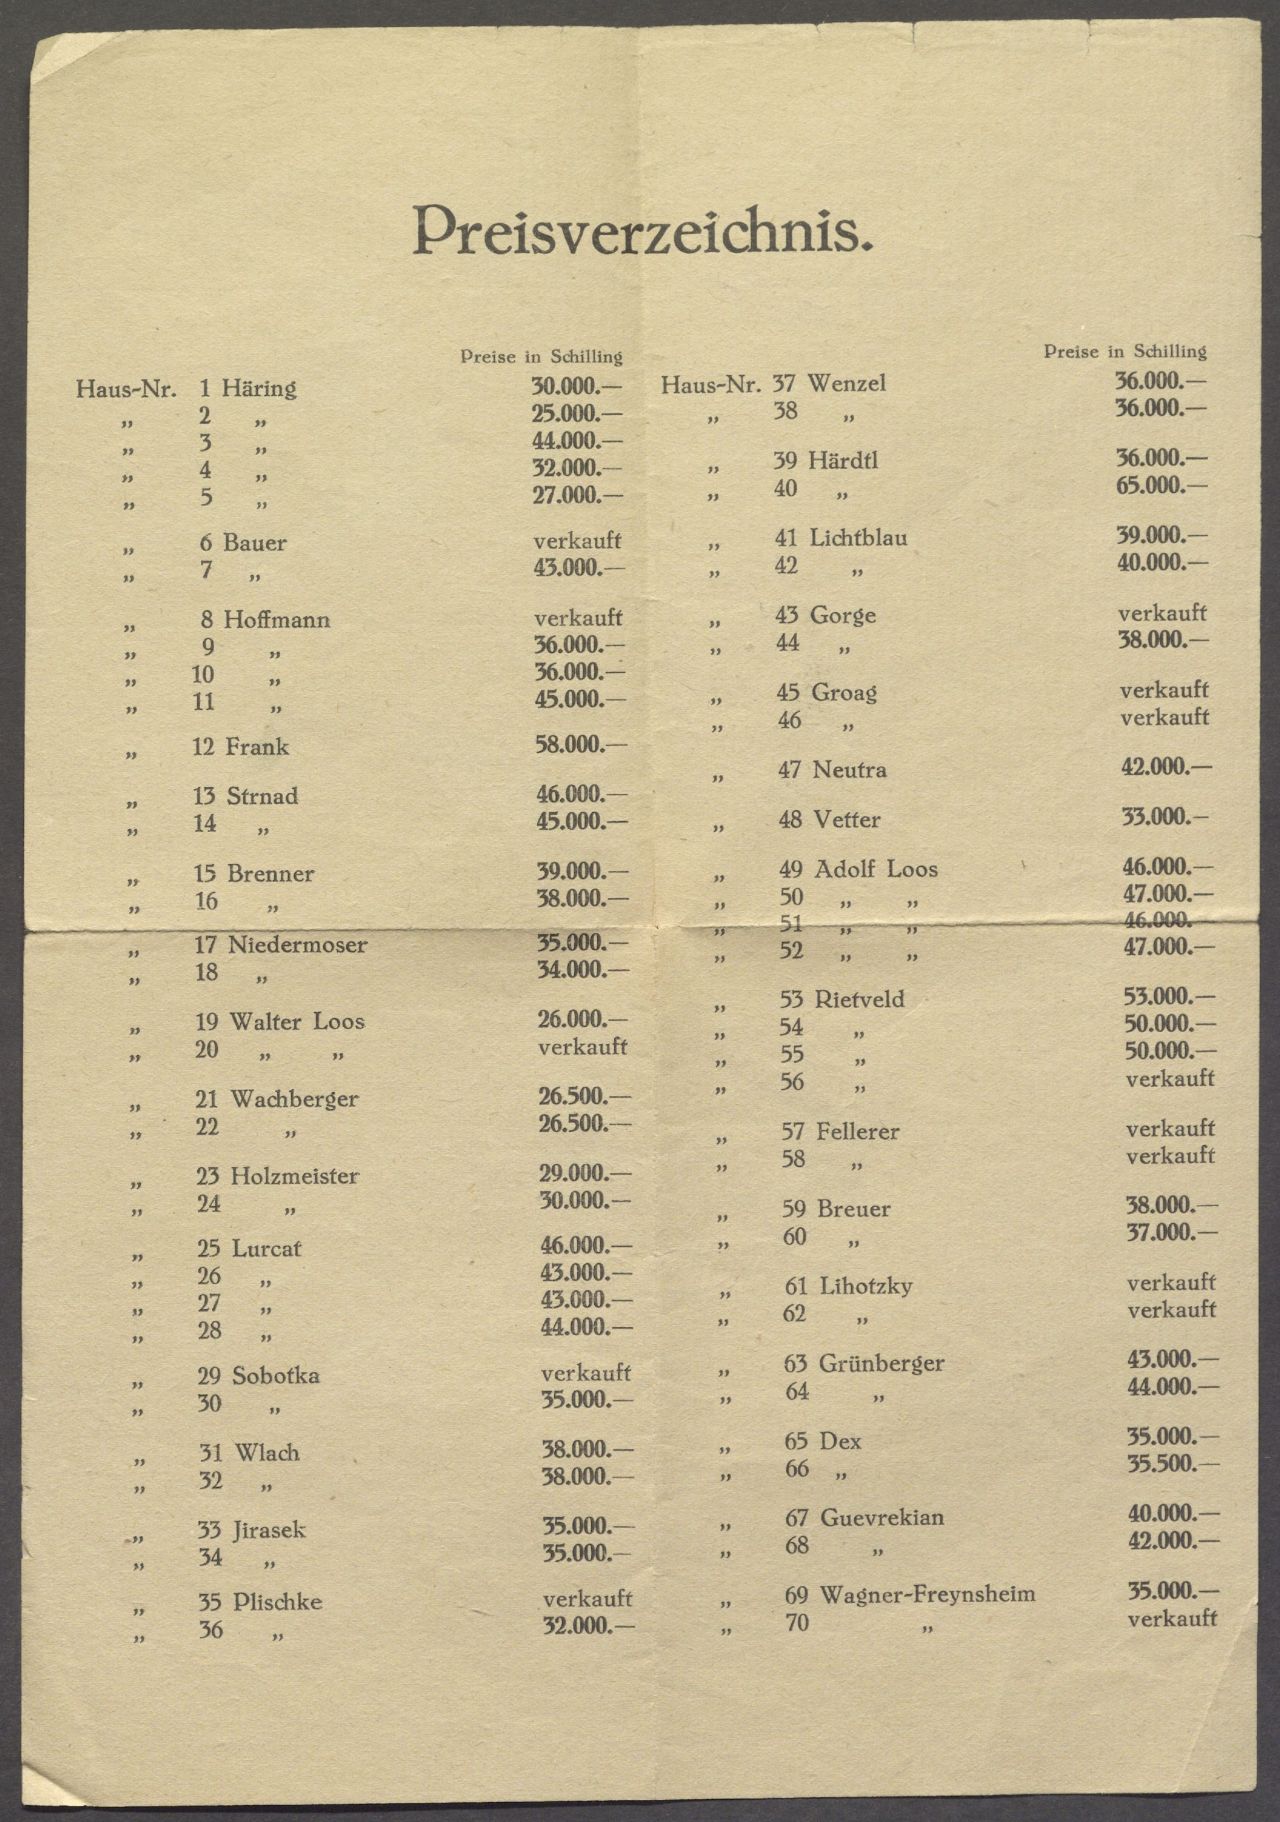 Preisverzeichnis.
Preise in Schilling
Haus-Nr. 1 Häring 30.000.—
„ 2 „ 25.000.—
„ 3 „ 44.000.—
„ 4 „ 32.000.—
„ 5 „ 27.000.—
„ 6 Bauer verkauft
„ 7 „ 43.000.—
„ 8 Hoffmann verkauft
„ 9 „ 36.000.—
„ 10 „ 36.000.—
„ 11 „ 45.000.—
„ 12 Frank 58.000.—
„ 13 Strnad 46.000.—
„ 14 „ 45.000.—
„ 15 Brenner 39.000.—
„ 16 „ 38.000.—
„ 17 Niedermoser 35.000.—
„ 18 „ 34.000.—
„ 19 Walter Loos 26.000.—
„ 20 „ „ verkauft
„ 21 Wachberger 26.500.—
„ 22 „ 26.500.—
„ 23 Holzmeister 29.000.—
„ 24 „ 30.000.—
„ 25 Lurcat 46.000.—
„ 26 „ 43.000.—
„ 27 „ 43.000.—
„ 28 „ 44.000.—
„ 29 Sobotka verkauft
„ 30 „ 35.000.—
„ 31 Wlach 38.000.—
„ 32 „ 38.000.—
„ 33 Jirasek 35.000.—
„ 34 „ 35.000.—
„ 35 Plischke verkauft
„ 36 „ 32.000.—
Preise in Schilling
Haus-Nr. 37 Wenzel 36.000.—
„ 38 „ 36.000.—
„ 39 Härdtl 36.000.—
„ 40 „ 65.000.—
„ 41 Lichtblau 39.000.—
„ 42 „ 40.000.—
„ 43 Gorge verkauft
„ 44 „ 38.000.—
„ 45 Groag verkauft
„ 46 „ verkauft
„ 47 Neutra 42.000.—
„ 48 Vetter 33.000.—
„ 49 Adolf Loos 46.000.—
„ 50 „ „ 47.000.—
„ 51 „ „ 46.000.
„ 52 „ „ 47.000.—
„ 53 Rietveld 53.000.—
„ 54 „ 50.000.—
„ 55 „ 50.000.—
„ 56 „ verkauft
„ 57 Fellerer verkauft
„ 58 „ verkauft
„ 59 Breuer 38.000.—
„ 60 „ 37.000.—
„ 61 Lihotzky verkauft
„ 62 „ verkauft
„ 63 Grünberger 43.000.—
„ 64 „ 44.000.—
„ 65 Dex 35.000.—
„ 66 „ 35.500.—
„ 67 Guevrekian 40.000.—
„ 68 „ 42.000.—
„ 69 Wagner-Freynsheim 35.000.—
„ 70 „ verkauft